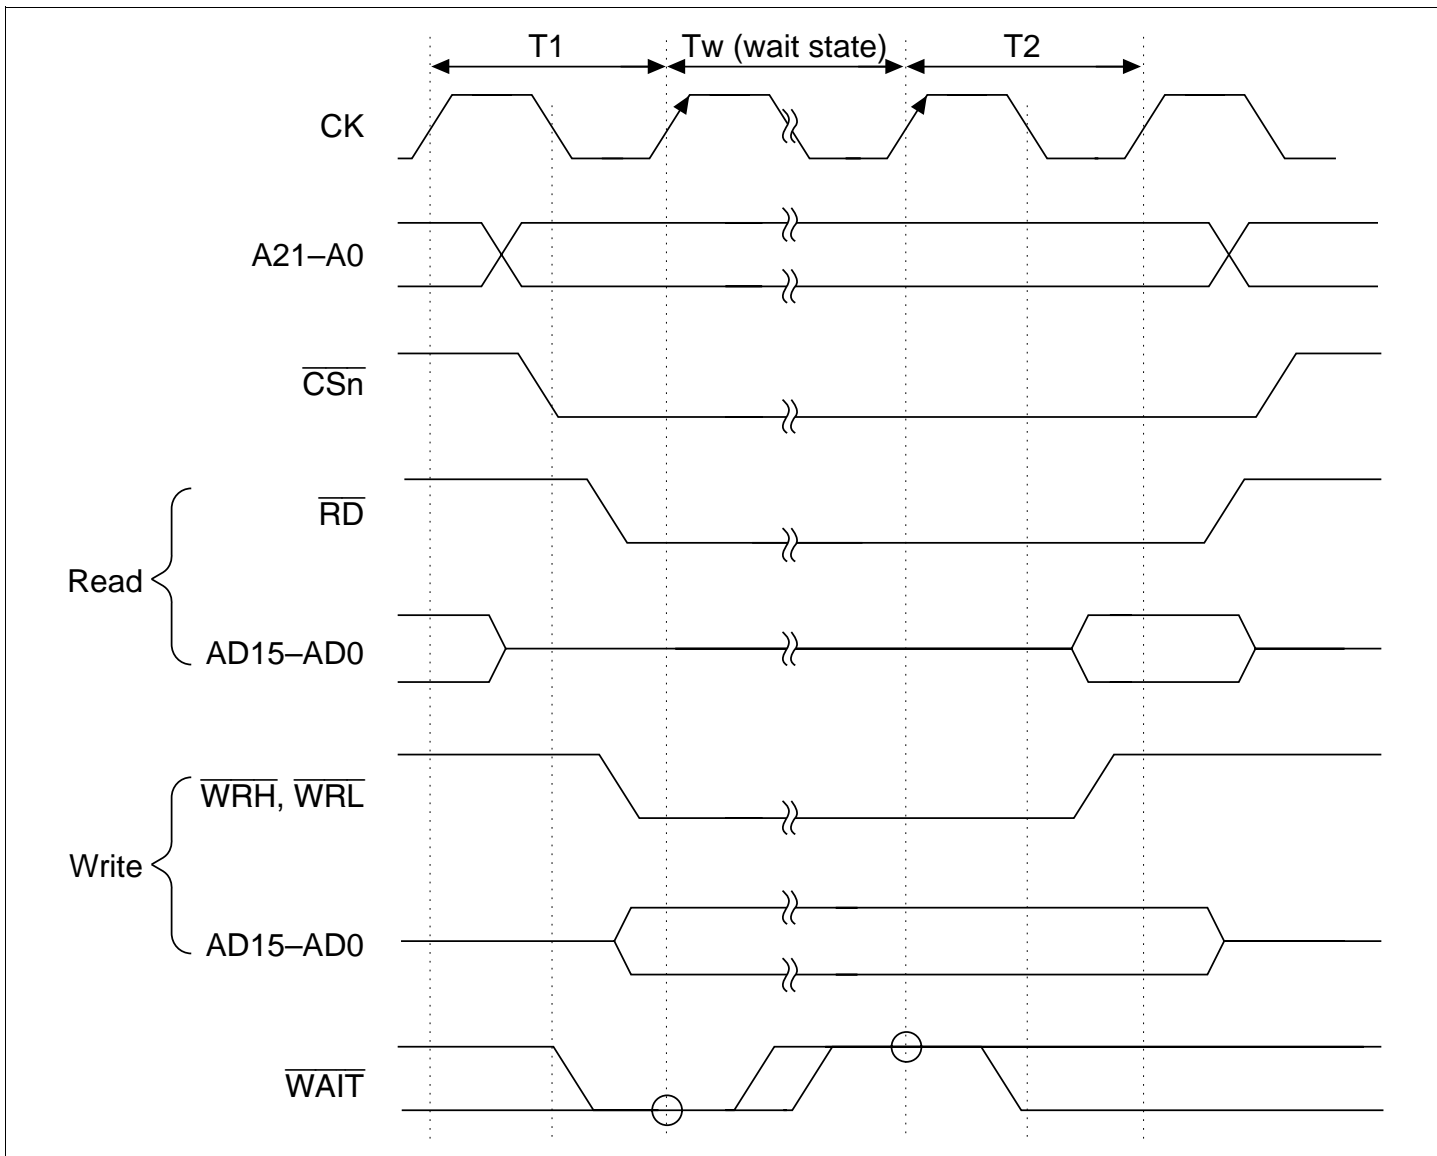 T1 Tw (wait state) T2
CK
A21–A0
CSn
RD
Read
AD15–AD0
WRH, WRL
Write
AD15–AD0
WAIT